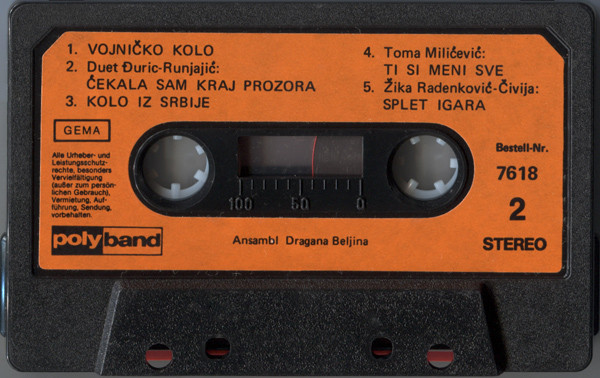 1. VOJNIČKO KOLO
2. Duet Đuric-Runjajić:
ČEKALA SAM KRAJ PROZORA
3. KOLO IZ SRBIJE
4. Toma Milićević:
TI SI MENI SVE
5. Žika Radenković-Čivija:
SPLET IGARA
GEMA
Alle Urheber- und
Leistungsschutz-
rechte, besonders
Vervielfältigung
(außer zum persön-
lichen Gebrauch),
Vermietung, Auf-
führung, Sendung,
vorbehalten.
polyband
100 50 0
Ansambl Dragana Beljina
Bestell-Nr.
7618
2
STEREO